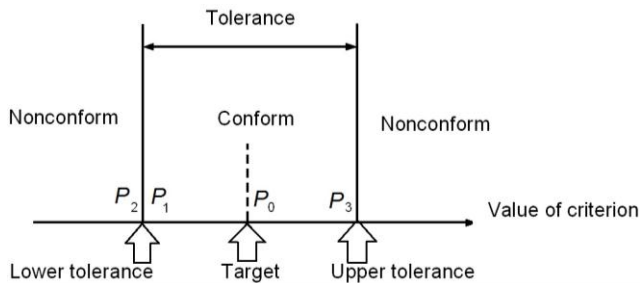 Tolerance
Nonconform Conform Nonconform
P2 P1 P0 P3
Value of criterion
Lower tolerance Target Upper tolerance